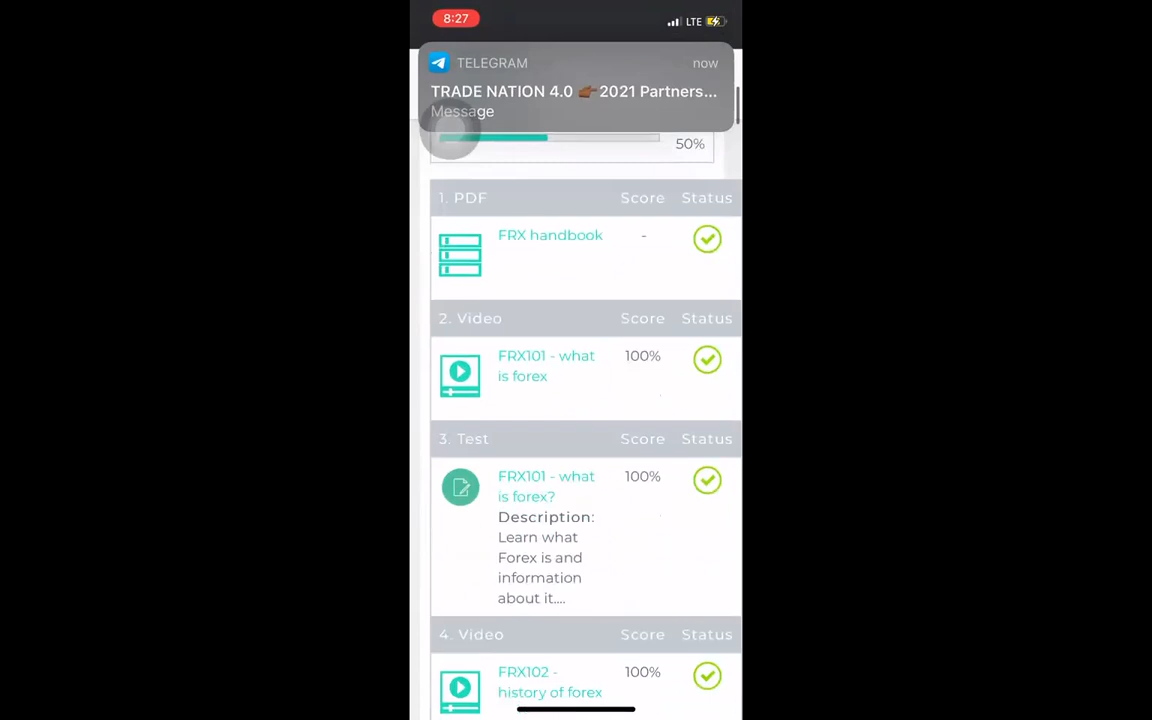 8:27
LTE
TELEGRAM now
TRADE NATION 4.0 👉🏾2021 Partners...
Message
50%
1. PDF Score Status
FRX handbook -
2. Video Score Status
FRX101 - what 100%
is forex
3. Test Score Status
FRX101 - what 100%
is forex?
Description:
Learn what
Forex is and
information
about it....
4. Video Score Status
FRX102 - 100%
history of forex